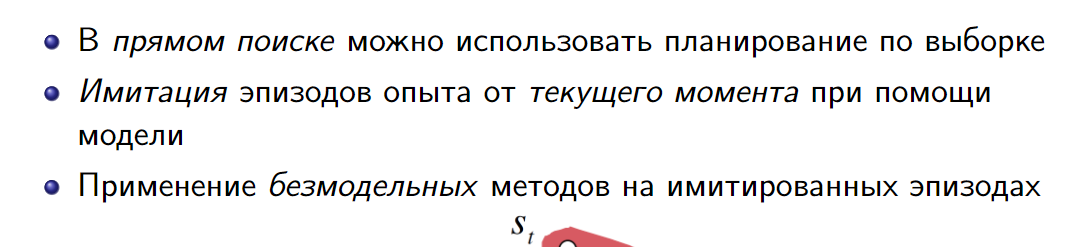 В прямом поиске можно использовать планирование по выборке
Имитация эпизодов опыта от текущего момента при помощи
модели
Применение безмодельных методов на имитированных эпизодах
s_t